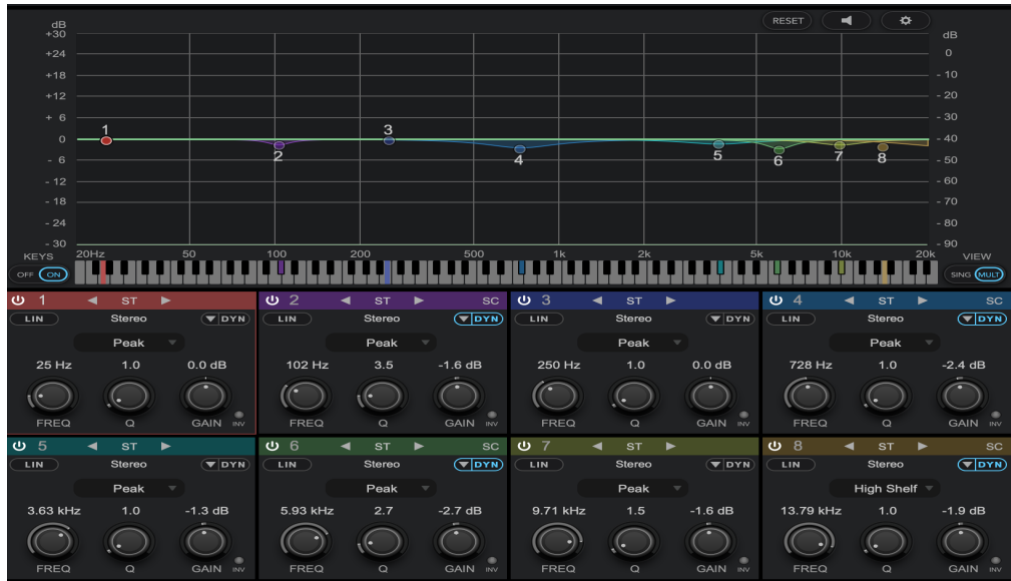 RESET
dB dB
+30
+24 0
+18 - 10
+12 - 20
+ 6 - 30
0 - 40
- 6 - 50
- 12 - 60
- 18 - 70
- 24 - 80
- 30 - 90
1 2 3 4 5 6 7 8
KEYS 20Hz 50 100 200 500 1k 2k 5k 10k 20k VIEW
OFF ON SING MULT
1 ST 2 ST SC 3 ST 4 ST SC
LIN Stereo DYN LIN Stereo DYN LIN Stereo DYN LIN Stereo DYN
Peak Peak Peak Peak
25 Hz 1.0 0.0 dB 102 Hz 3.5 -1.6 dB 250 Hz 1.0 0.0 dB 728 Hz 1.0 -2.4 dB
FREQ Q GAIN INV FREQ Q GAIN INV FREQ Q GAIN INV FREQ Q GAIN INV
5 ST 6 ST SC 7 ST 8 ST SC
LIN Stereo DYN LIN Stereo DYN LIN Stereo DYN LIN Stereo DYN
Peak Peak Peak High Shelf
3.63 kHz 1.0 -1.3 dB 5.93 kHz 2.7 -2.7 dB 9.71 kHz 1.5 -1.6 dB 13.79 kHz 1.0 -1.9 dB
FREQ Q GAIN INV FREQ Q GAIN INV FREQ Q GAIN INV FREQ Q GAIN INV